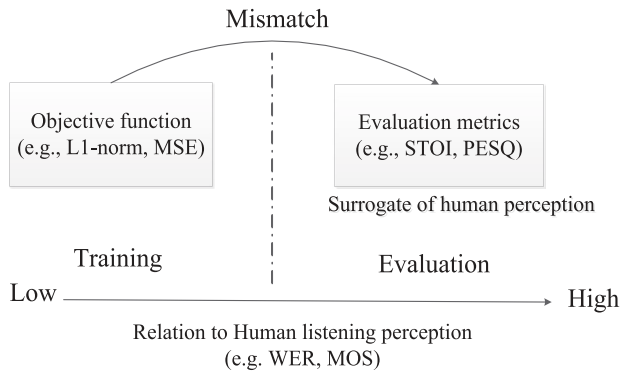 Mismatch
Objective function
(e.g., L1-norm, MSE)
Evaluation metrics
(e.g., STOI, PESQ)
Surrogate of human perception
Training
Evaluation
Low
High
Relation to Human listening perception
(e.g. WER, MOS)